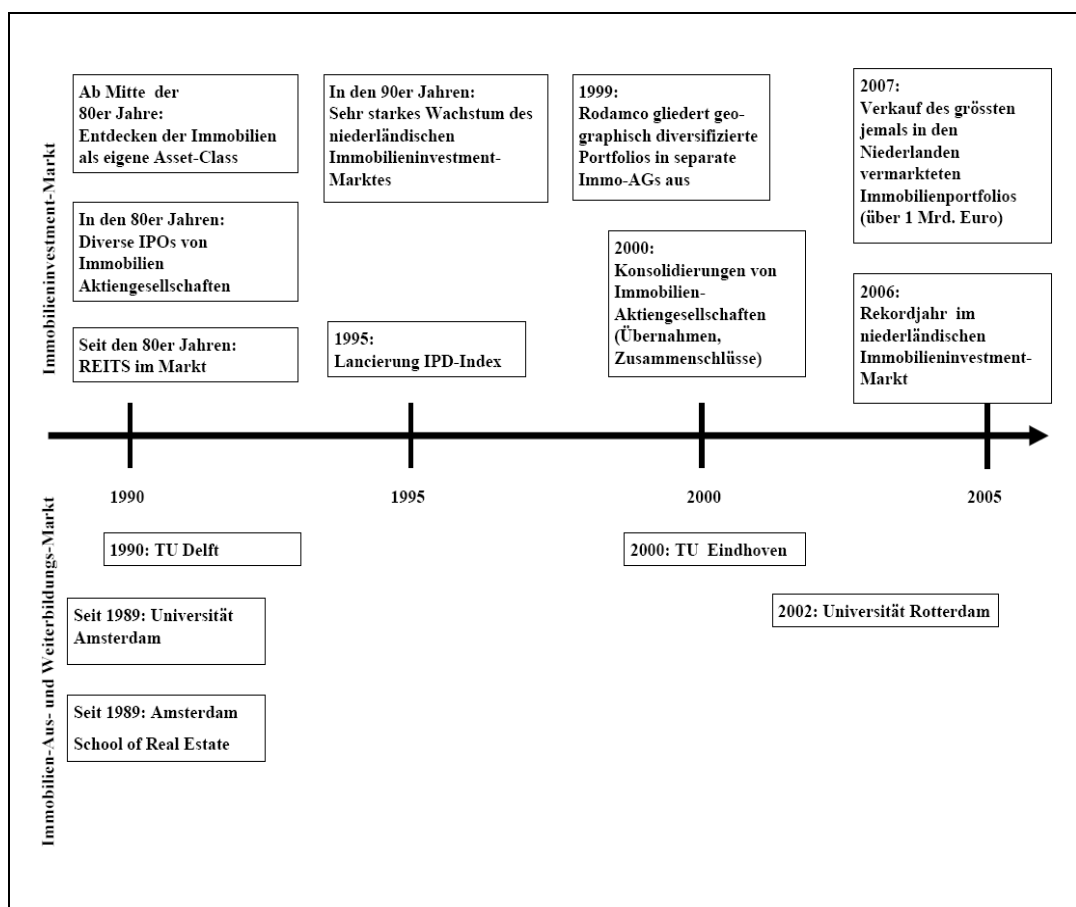 Immobilieninvestment-Markt
Ab Mitte der
80er Jahre:
Entdecken der Immobilien
als eigene Asset-Class
In den 80er Jahren:
Diverse IPOs von
Immobilien
Aktiengesellschaften
Seit den 80er Jahren:
REITS im Markt
In den 90er Jahren:
Sehr starkes Wachstum des
niederländischen
Immobilieninvestment-
Marktes
1995:
Lancierung IPD-Index
1999:
Rodamco gliedert geo-
graphisch diversifizierte
Portfolios in separate
Immo-AGs aus
2000:
Konsolidierungen von
Immobilien-
Aktiengesellschaften
(Übernahmen,
Zusammenschlüsse)
2007:
Verkauf des grössten
jemals in den
Niederlanden
vermarkteten
Immobilienportfolios
(über 1 Mrd. Euro)
2006:
Rekordjahr im
niederländischen
Immobilieninvestment-
Markt
1990
1995
2000
2005
Immobilien-Aus- und Weiterbildungs-Markt
1990: TU Delft
Seit 1989: Universität
Amsterdam
Seit 1989: Amsterdam
School of Real Estate
2000: TU Eindhoven
2002: Universität Rotterdam